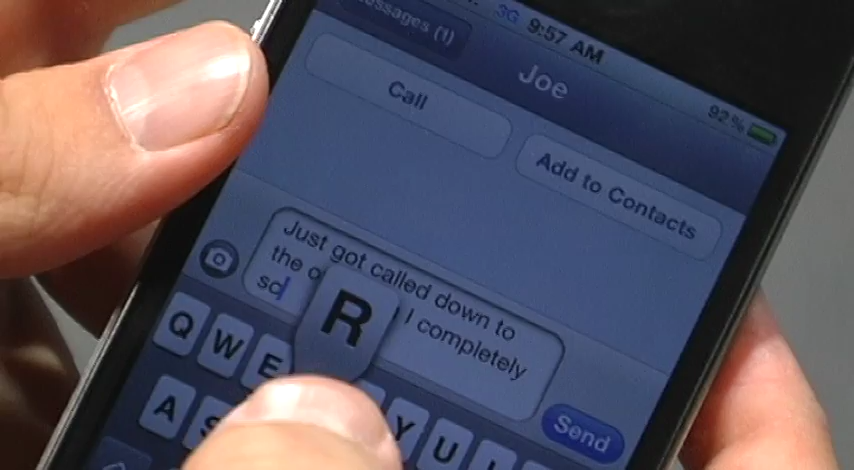 3G 9:57 AM
Messages (1)
Joe
92%
Call
Add to Contacts
Just got called down to
the I completely
sc
R
Q W E Y U
A S
Send